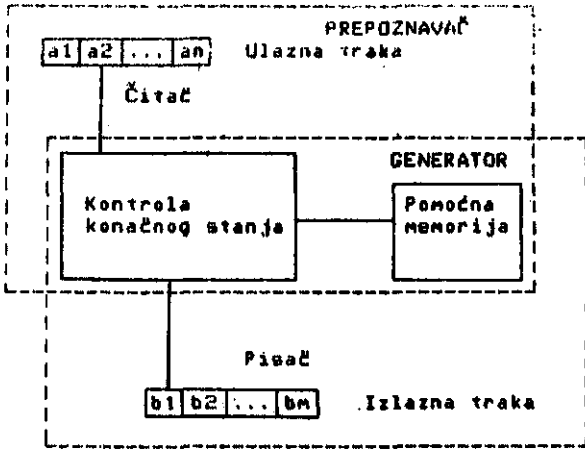 PREPOZNAVAČ
a1 a2 ... an Ulazna traka
Čitač
GENERATOR
Kontrola
konačnog stanja
Pomoćna
memorija
Pisač
b1 b2 ... bm Izlazna traka